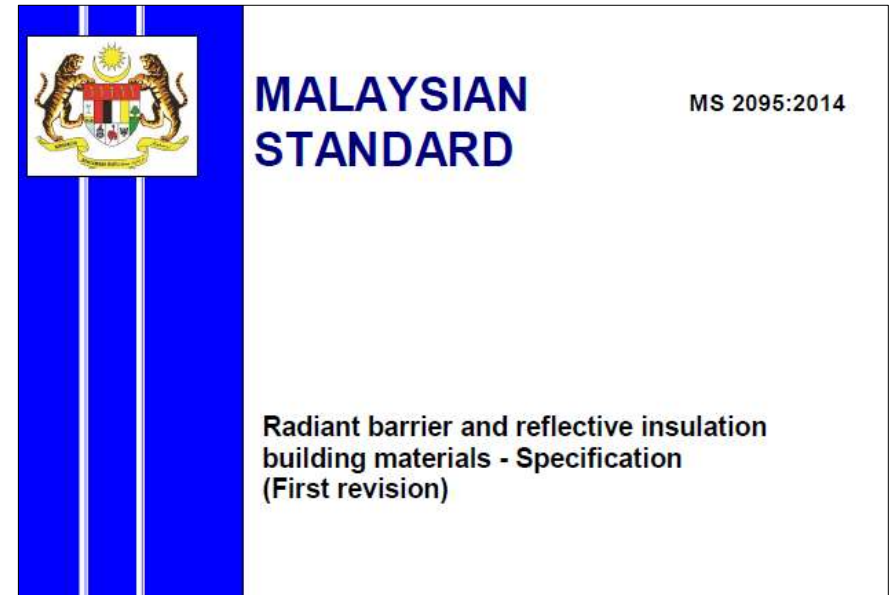 MALAYSIAN
STANDARD
MS 2095:2014
Radiant barrier and reflective insulation
building materials - Specification
(First revision)